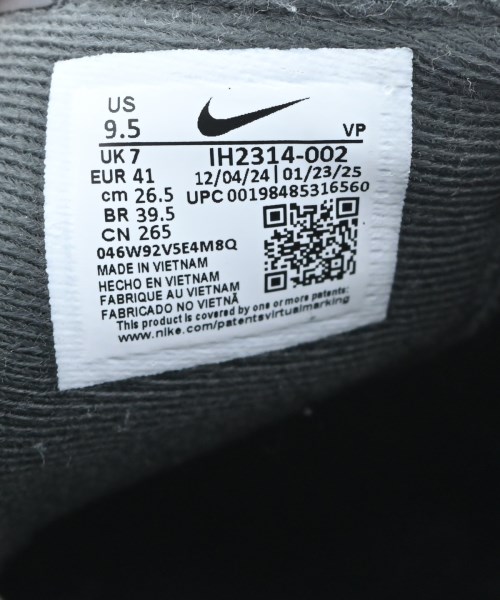 US
9.5
VP
UK 7
IH2314-002
EUR 41
12/04/24 | 01/23/25
cm 26.5
UPC 00198485316560
BR 39.5
CN 265
046W92V5E4M8Q
MADE IN VIETNAM
HECHO EN VIETNAM
FABRIQUE AU VIETNAM
FABRICADO NO VIETNÃ
This product is covered by one or more patents:
www.nike.com/patentsvirtualmarking